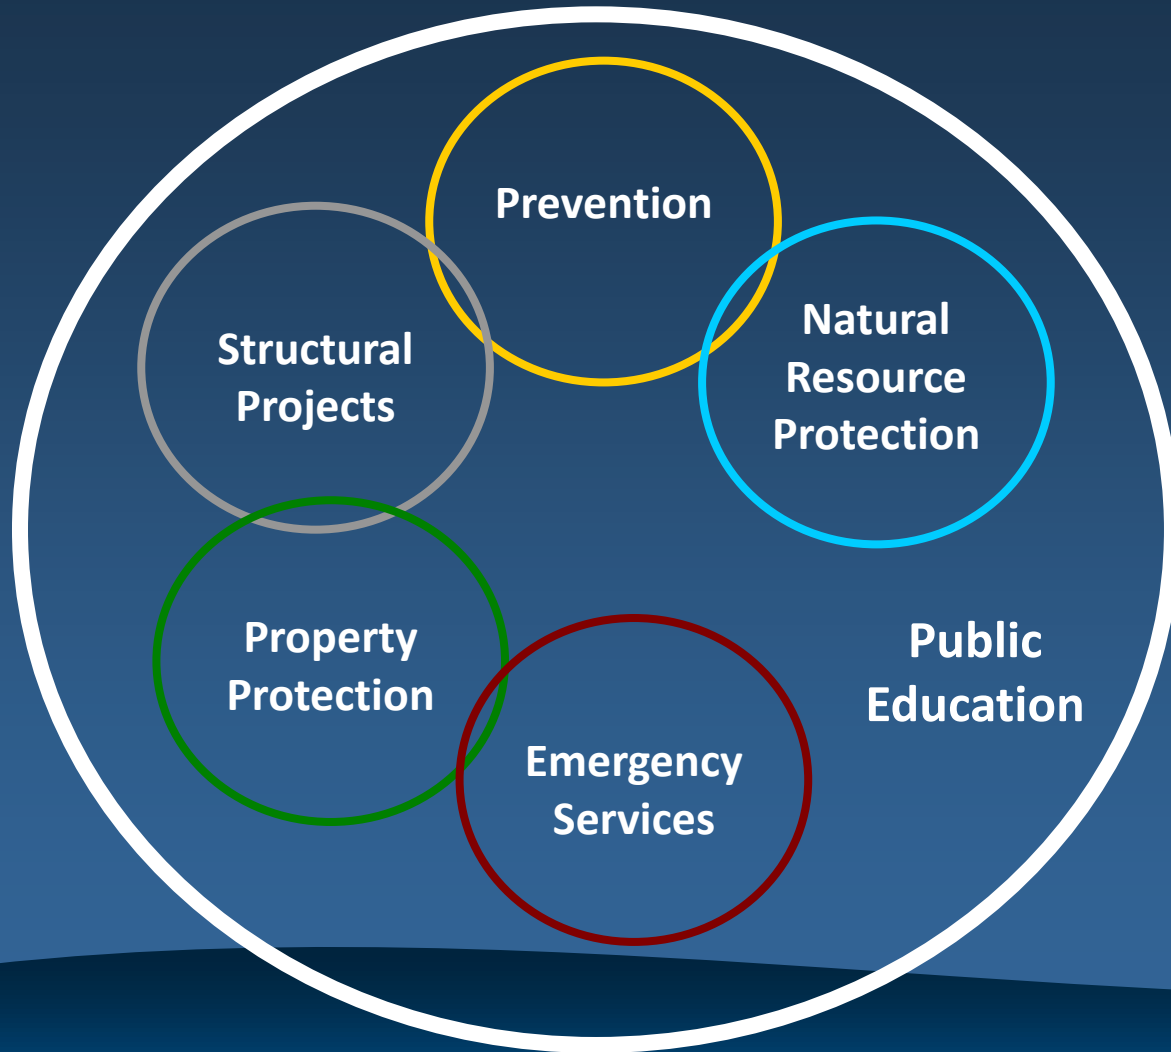 Prevention
Structural
Projects
Natural
Resource
Protection
Property
Protection
Public
Education
Emergency
Services